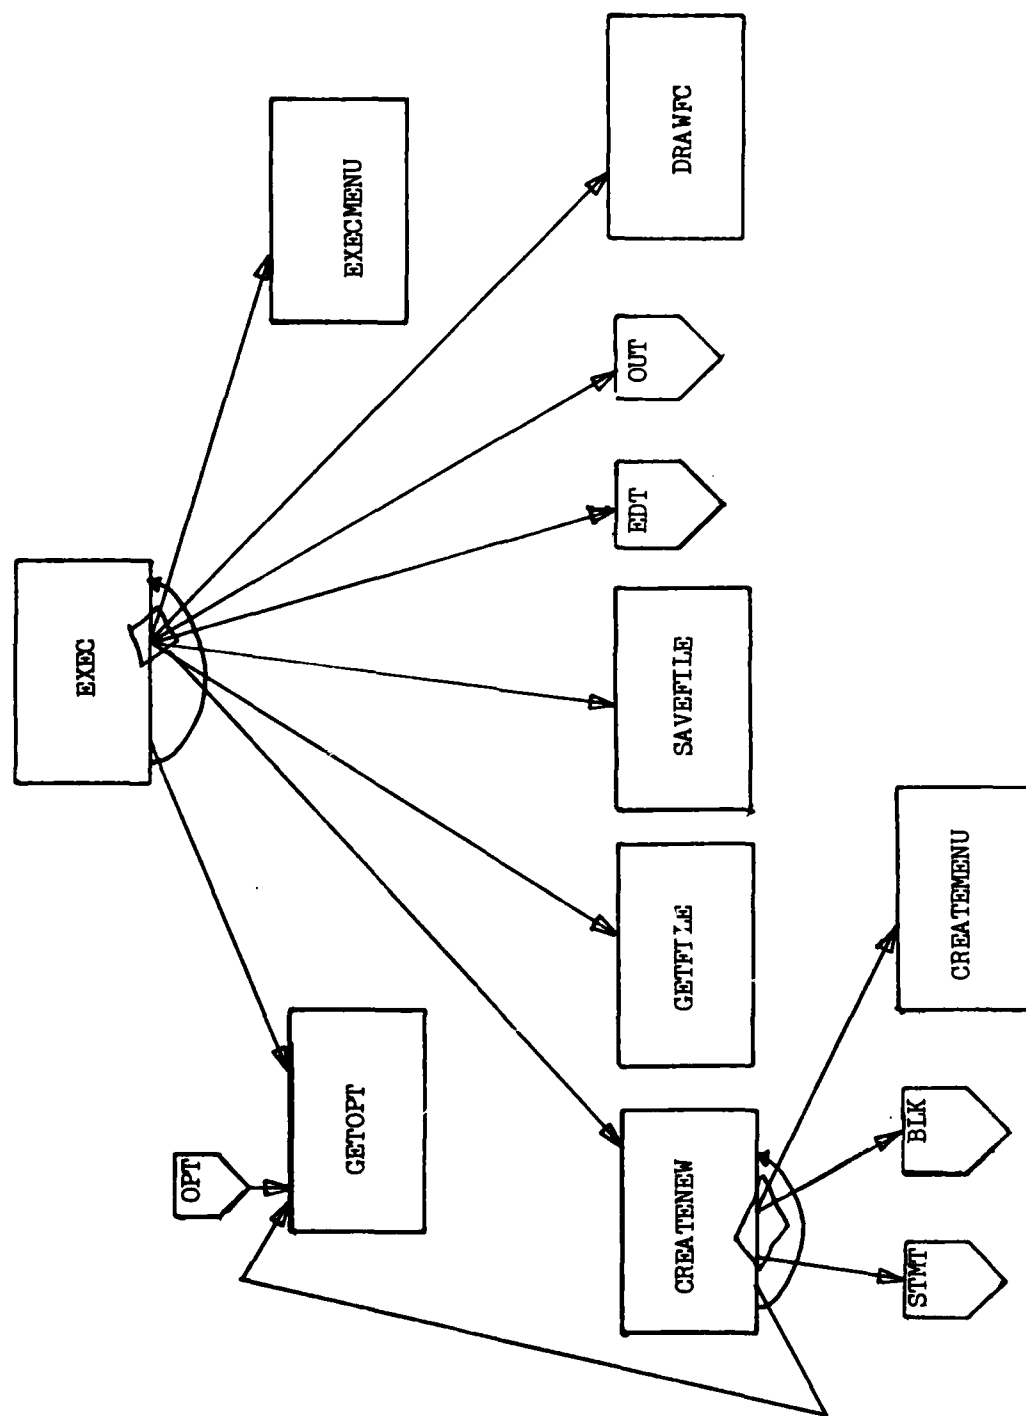 EXEC
OPT
GETOPT
EXECMENU
CREATENEW
GETFILE
SAVEFILE
EDT
OUT
DRAWFC
STMT
BLK
CREATEMENU